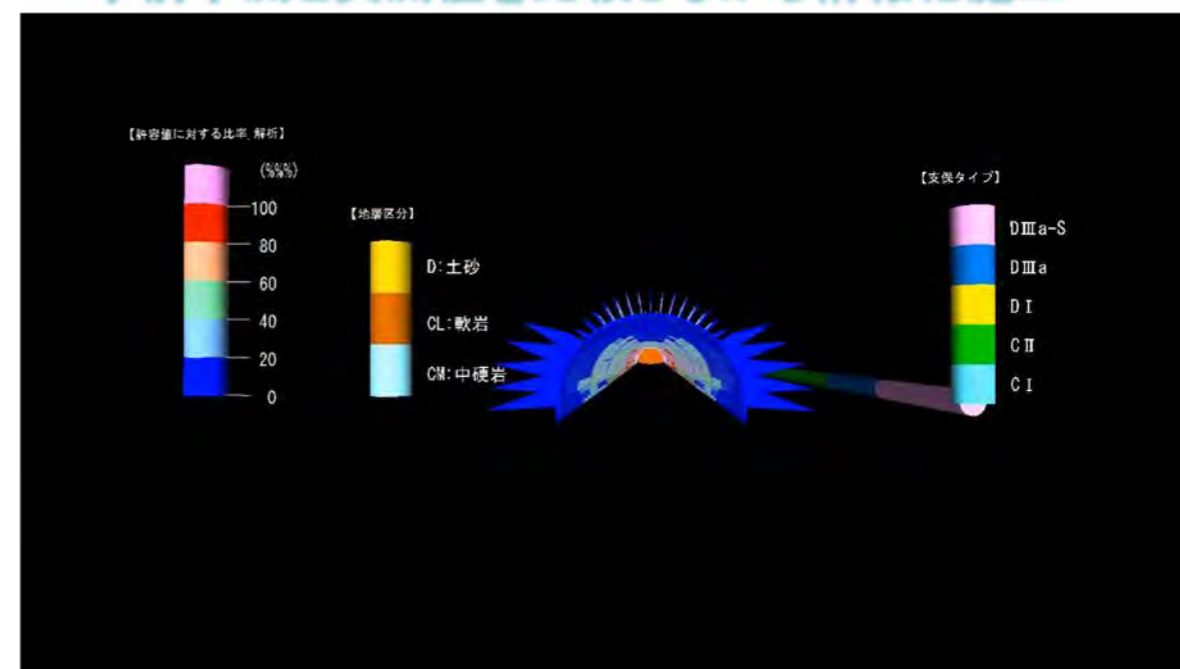 【許容値に対する比率,解析】
(%%%)
100
80
60
40
20
0
【地層区分】
D:土砂
CL:軟岩
CM:中硬岩
【支保タイプ】
DⅢa-S
DⅢa
DⅠ
CⅡ
CⅠ